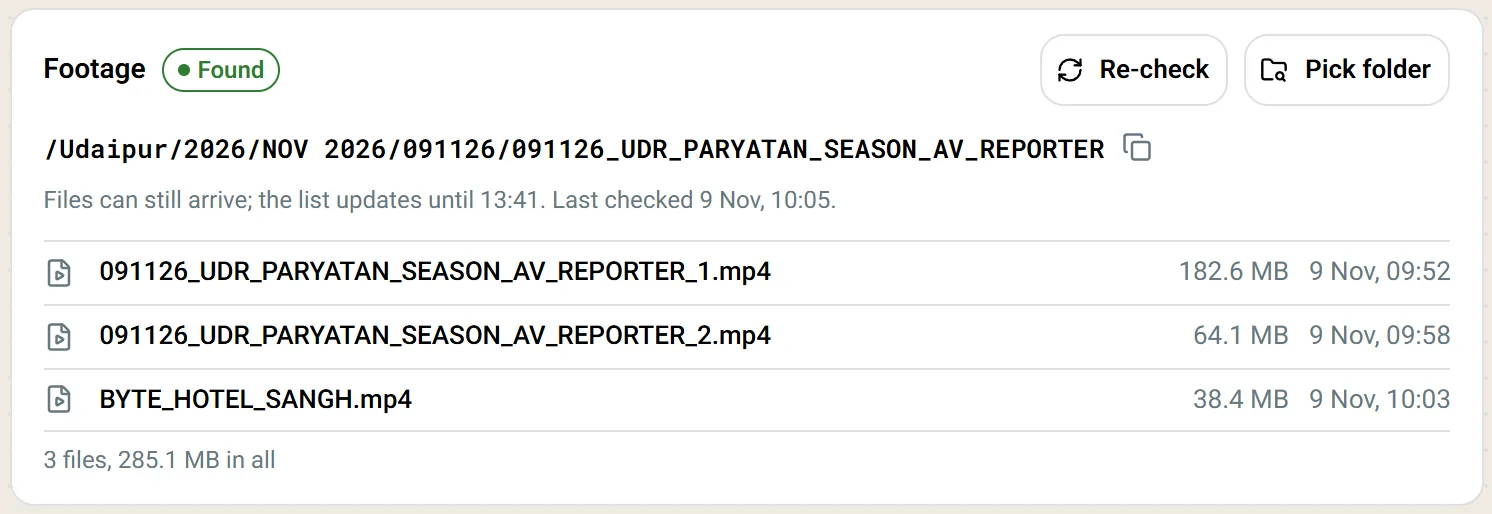 Footage Found Re-check Pick folder
/Udaipur/2026/NOV 2026/091126/091126_UDR_PARYATAN_SEASON_AV_REPORTER
Files can still arrive; the list updates until 13:41. Last checked 9 Nov, 10:05.
091126_UDR_PARYATAN_SEASON_AV_REPORTER_1.mp4 182.6 MB 9 Nov, 09:52
091126_UDR_PARYATAN_SEASON_AV_REPORTER_2.mp4 64.1 MB 9 Nov, 09:58
BYTE_HOTEL_SANGH.mp4 38.4 MB 9 Nov, 10:03
3 files, 285.1 MB in all